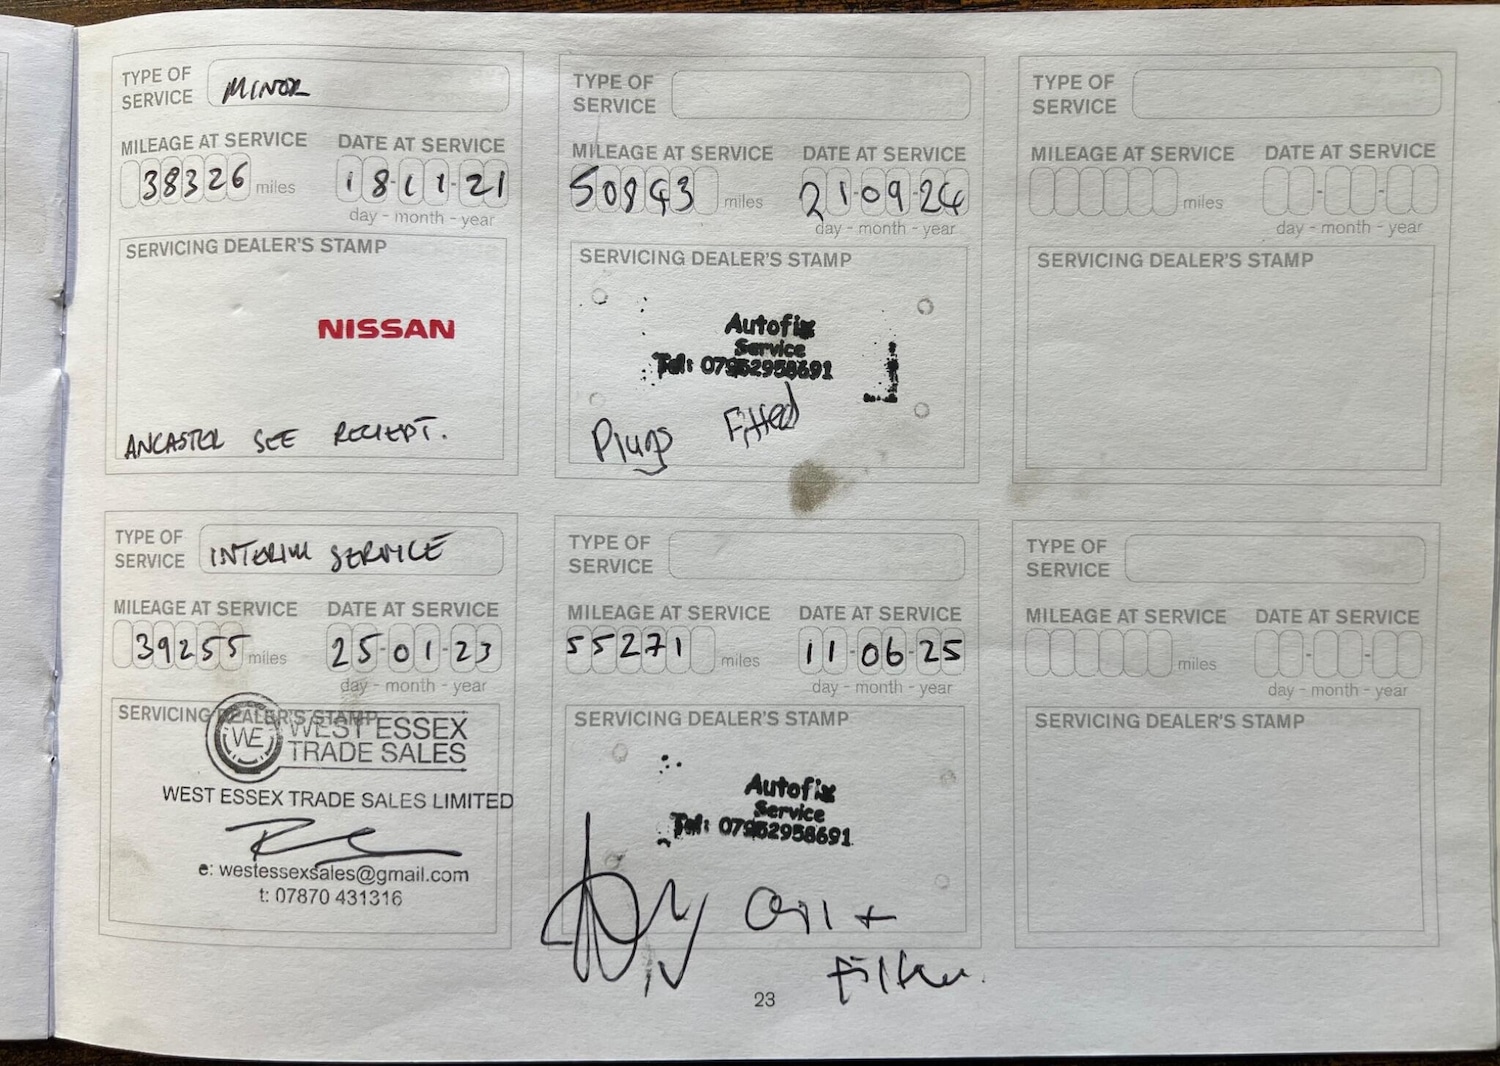 TYPE OF
SERVICE MINOR
MILEAGE AT SERVICE DATE AT SERVICE
38326 miles 18-11-21
day - month - year
SERVICING DEALER'S STAMP
NISSAN
ANCASTER SEE RECIEPT.
TYPE OF
SERVICE INTERIM SERVICE
MILEAGE AT SERVICE DATE AT SERVICE
39255 miles 25-01-23
day - month - year
SERVICING DEALER'S STAMP
WE WEST ESSEX
TRADE SALES
WEST ESSEX TRADE SALES LIMITED
e: westessexsales@gmail.com
t: 07870 431316
TYPE OF
SERVICE
MILEAGE AT SERVICE DATE AT SERVICE
50843 miles 21-09-24
day - month - year
SERVICING DEALER'S STAMP
Autofix
Service
Tel: 07952958691
Plugs Fitted
TYPE OF
SERVICE
MILEAGE AT SERVICE DATE AT SERVICE
55271 miles 11-06-25
day - month - year
SERVICING DEALER'S STAMP
Autofix
Service
Tel: 07952958691
Oil +
filter.
TYPE OF
SERVICE
MILEAGE AT SERVICE DATE AT SERVICE
miles - -
day - month - year
SERVICING DEALER'S STAMP
TYPE OF
SERVICE
MILEAGE AT SERVICE DATE AT SERVICE
miles - -
day - month - year
SERVICING DEALER'S STAMP
23